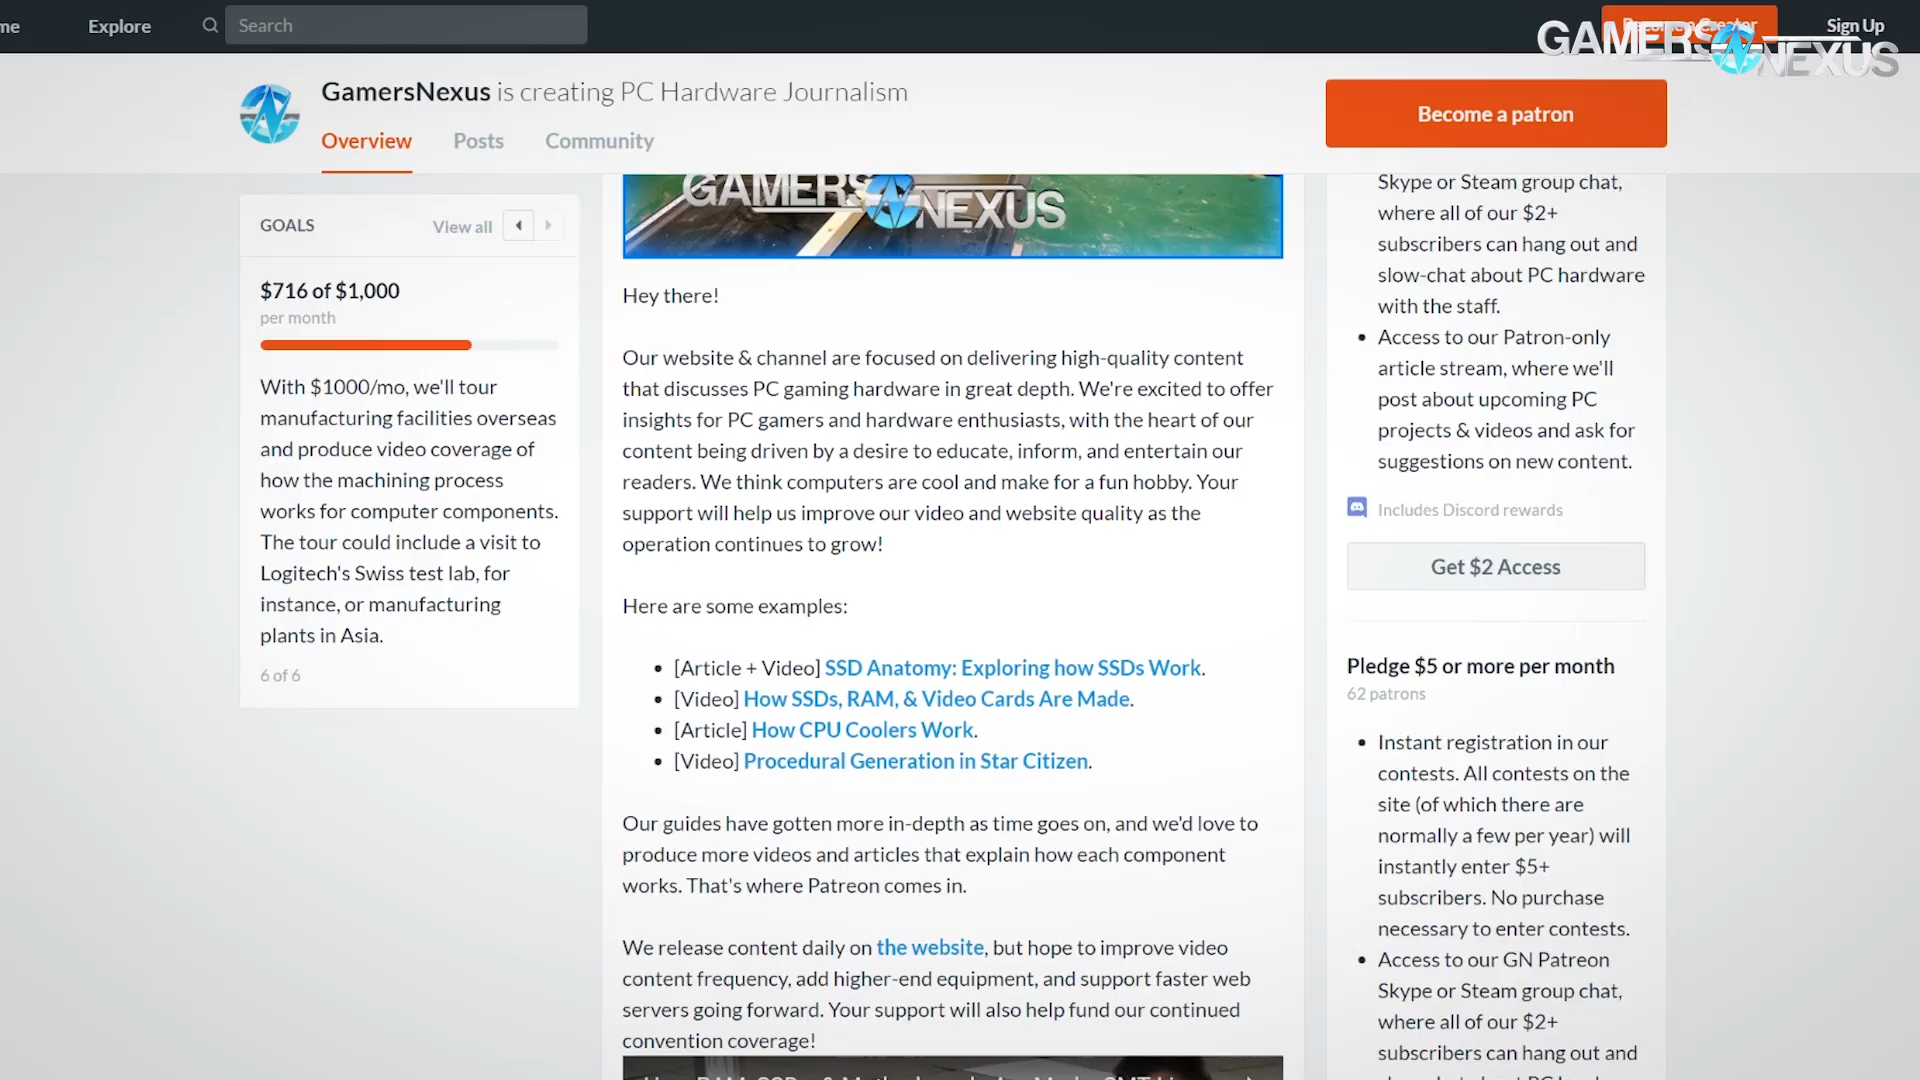 me
Explore
Search
Sign Up
GAMERS NEXUS
GamersNexus is creating PC Hardware Journalism
Become a patron
Overview
Posts
Community
GOALS
View all
$716 of $1,000
per month
With $1000/mo, we'll tour
manufacturing facilities overseas
and produce video coverage of
how the machining process
works for computer components.
The tour could include a visit to
Logitech's Swiss test lab, for
instance, or manufacturing
plants in Asia.
6 of 6
GAMERS NEXUS
Hey there!
Our website & channel are focused on delivering high-quality content
that discusses PC gaming hardware in great depth. We're excited to offer
insights for PC gamers and hardware enthusiasts, with the heart of our
content being driven by a desire to educate, inform, and entertain our
readers. We think computers are cool and make for a fun hobby. Your
support will help us improve our video and website quality as the
operation continues to grow!
Here are some examples:
[Article + Video] SSD Anatomy: Exploring how SSDs Work.
[Video] How SSDs, RAM, & Video Cards Are Made.
[Article] How CPU Coolers Work.
[Video] Procedural Generation in Star Citizen.
Our guides have gotten more in-depth as time goes on, and we'd love to
produce more videos and articles that explain how each component
works. That's where Patreon comes in.
We release content daily on the website, but hope to improve video
content frequency, add higher-end equipment, and support faster web
servers going forward. Your support will also help fund our continued
convention coverage!
Skype or Steam group chat,
where all of our $2+
subscribers can hang out and
slow-chat about PC hardware
with the staff.
Access to our Patron-only
article stream, where we'll
post about upcoming PC
projects & videos and ask for
suggestions on new content.
Includes Discord rewards
Get $2 Access
Pledge $5 or more per month
62 patrons
Instant registration in our
contests. All contests on the
site (of which there are
normally a few per year) will
instantly enter $5+
subscribers. No purchase
necessary to enter contests.
Access to our GN Patreon
Skype or Steam group chat,
where all of our $2+
subscribers can hang out and